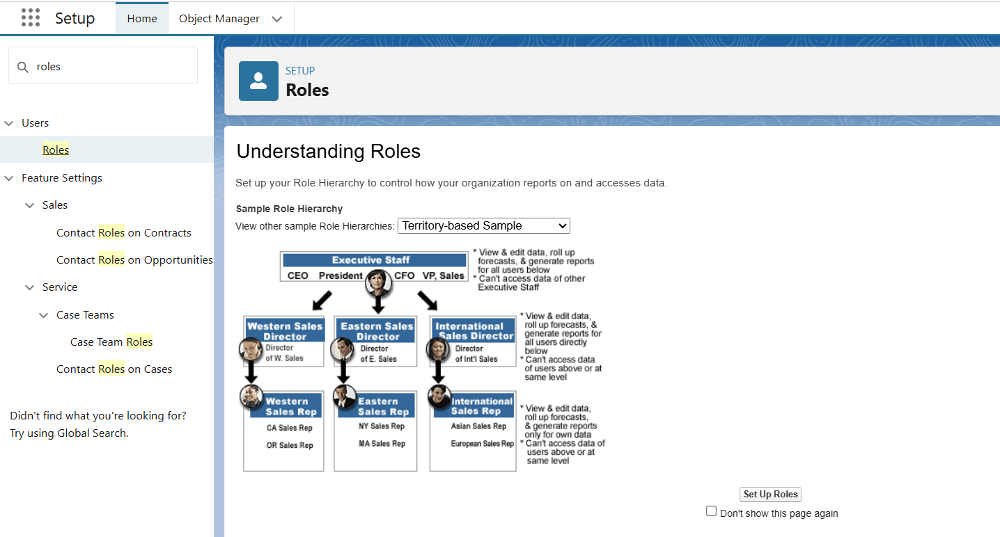 Setup
Home
Object Manager
roles
Users
Roles
Feature Settings
Sales
Contact Roles on Contracts
Contact Roles on Opportunities
Service
Case Teams
Case Team Roles
Contact Roles on Cases
Didn't find what you're looking for?
Try using Global Search.
SETUP
Roles
Understanding Roles
Set up your Role Hierarchy to control how your organization reports on and accesses data.
Sample Role Hierarchy
View other sample Role Hierarchies: Territory-based Sample
Executive Staff
CEO President CFO VP, Sales
* View & edit data, roll up
forecasts, & generate reports
for all users below
* Can't access data of other
Executive Staff
Western Sales
Director
Director
of W. Sales
Eastern Sales
Director
Director
of E. Sales
International
Sales Director
Director
of Int'l Sales
* View & edit data,
roll up forecasts, &
generate reports for
all users directly
below
* Can't access data
of users above or at
same level
Western
Sales Rep
CA Sales Rep
OR Sales Rep
Eastern
Sales Rep
NY Sales Rep
MA Sales Rep
International
Sales Rep
Asian Sales Rep
European Sales Rep
* View & edit data,
roll up forecasts,
& generate reports
only for own data
* Can't access data of
users above or at
same level
Set Up Roles
Don't show this page again